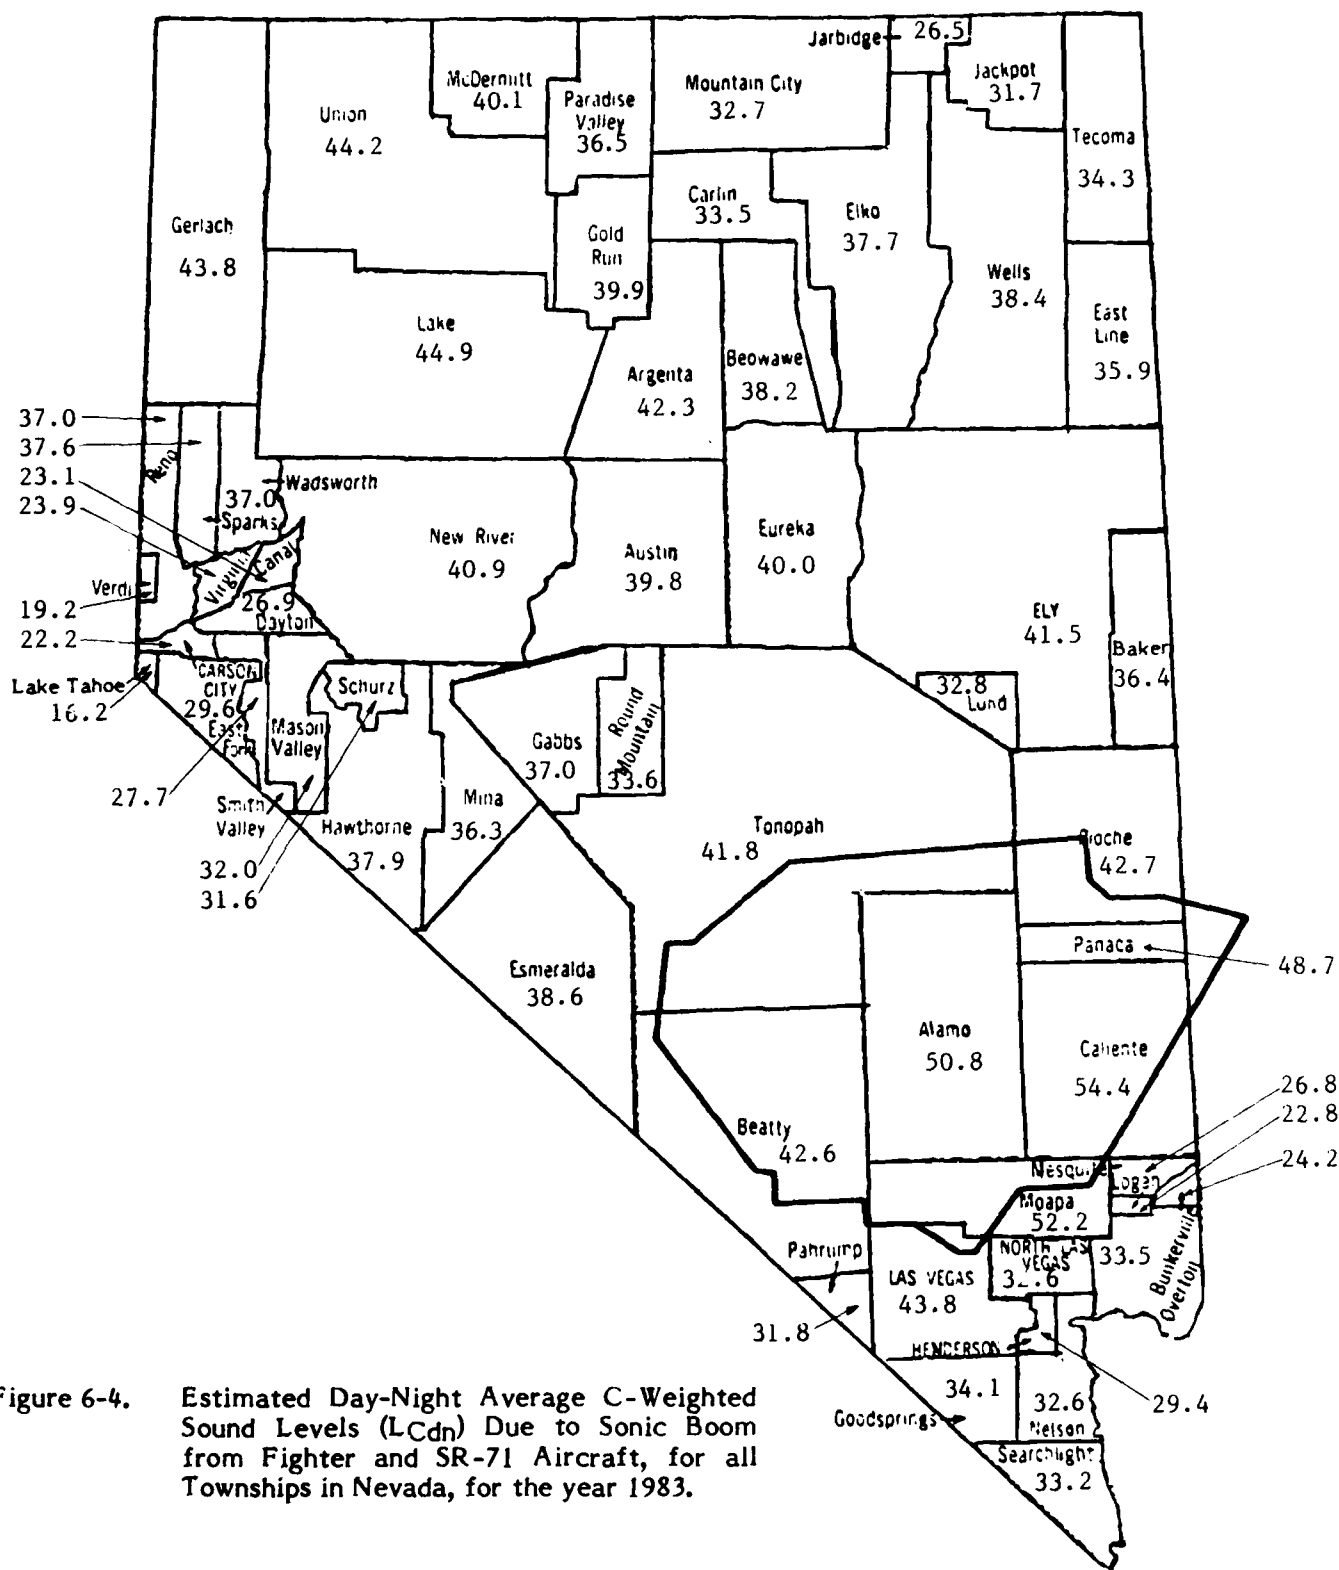 Jarbidge
26.5
McDermitt
40.1
Mountain City
32.7
Jackpot
31.7
Paradise
Valley
36.5
Union
44.2
Tecoma
34.3
Carlin
33.5
Elko
37.7
Gerlach
43.8
Gold
Run
39.9
Wells
38.4
East
Line
35.9
Lake
44.9
Argenta
42.3
Beowawe
38.2
37.0
37.6
23.1
23.9
Reno
Wadsworth
37.0
Sparks
New River
40.9
Austin
39.8
Eureka
40.0
Virginia
Canal
Verdi
19.2
22.2
26.9
Dayton
ELY
41.5
Baker
36.4
Lake Tahoe
16.2
CARSON
CITY
29.6
East
Fork
27.7
Schurz
Mason
Valley
32.8
Lund
Round
Mountain
33.6
Gabbs
37.0
Smith
Valley
Hawthorne
37.9
Mina
36.3
32.0
31.6
Tonopah
41.8
Pioche
42.7
Panaca
48.7
Esmeralda
38.6
Alamo
50.8
Caliente
54.4
26.8
22.8
24.2
Beatty
42.6
Mesquite
Logan
Moapa
52.2
Pahrump
31.8
LAS VEGAS
43.8
NORTH LAS
VEGAS
33.5
Bunkerville
Overton
HENDERSON
29.4
34.1
Goodsprings
32.6
Nelson
Searchlight
33.2
Figure 6-4. Estimated Day-Night Average C-Weighted
Sound Levels (LCdn) Due to Sonic Boom
from Fighter and SR-71 Aircraft, for all
Townships in Nevada, for the year 1983.